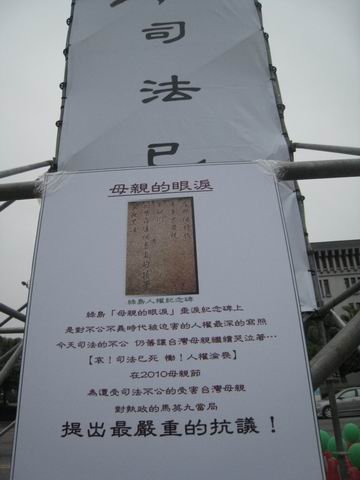 司
法
已
母親的眼淚
綠島人權紀念碑
綠島「母親的眼淚」垂淚紀念碑上
是對不公不義時代被迫害的人權最深的寫照
今天司法的不公 仍舊讓台灣母親繼續哭泣著…
【哀！司法已死 慟！人權淪喪】
在2010母親節
為遭受司法不公的受害台灣母親
對執政的馬英九當局
提出最嚴重的抗議！